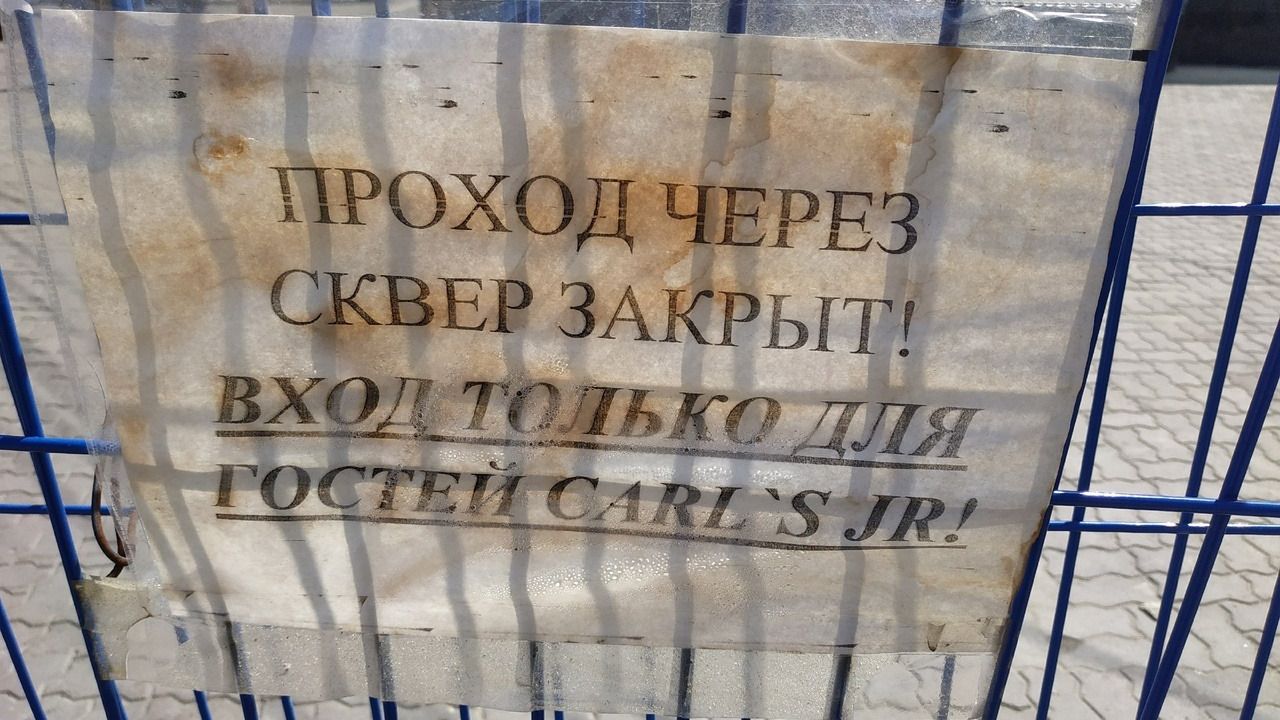 ПРОХОД ЧЕРЕЗ
СКВЕР ЗАКРЫТ!
ВХОД ТОЛЬКО ДЛЯ
ГОСТЕЙ CARL`S JR!